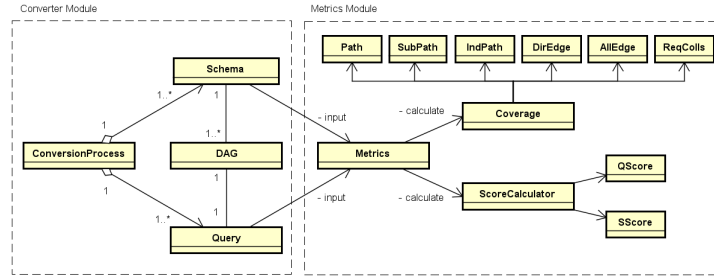 Converter Module
Metrics Module
Path
SubPath
IndPath
DirEdge
AllEdge
ReqColls
Schema
1..*
1
1
- input
- calculate
Coverage
1..*
ConversionProcess
DAG
Metrics
1
1
1
1..*
- input
- calculate
QScore
ScoreCalculator
SScore
Query